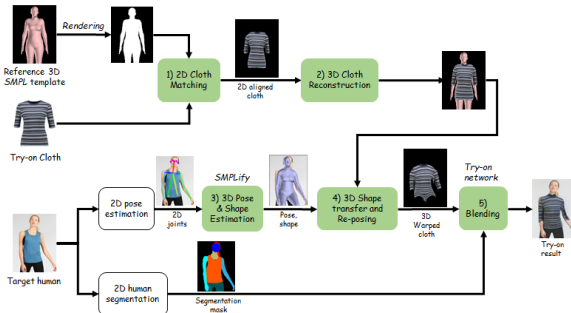 Rendering
Reference 3D
SMPL template
1) 2D Cloth
Matching
2D aligned
cloth
2) 3D Cloth
Reconstruction
Try-on Cloth
SMPLify
Try-on
network
2D pose
estimation
2D
joints
3) 3D Pose
& Shape
Estimation
Pose,
shape
4) 3D Shape
transfer and
Re-posing
3D
Warped
cloth
5)
Blending
Try-on
result
Target human
2D human
segmentation
Segmentation
mask